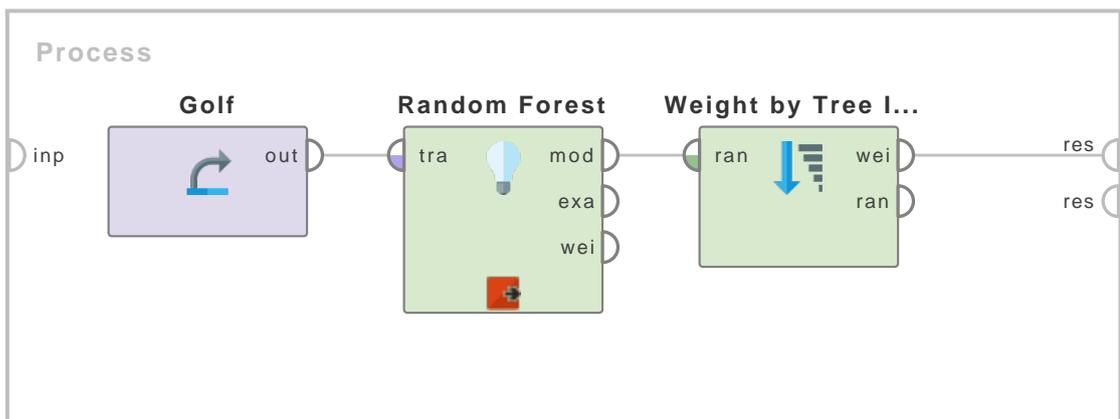 Process
Golf
Random Forest
Weight by Tree I...
inp
out
tra
mod
ran
wei
res
exa
ran
res
wei